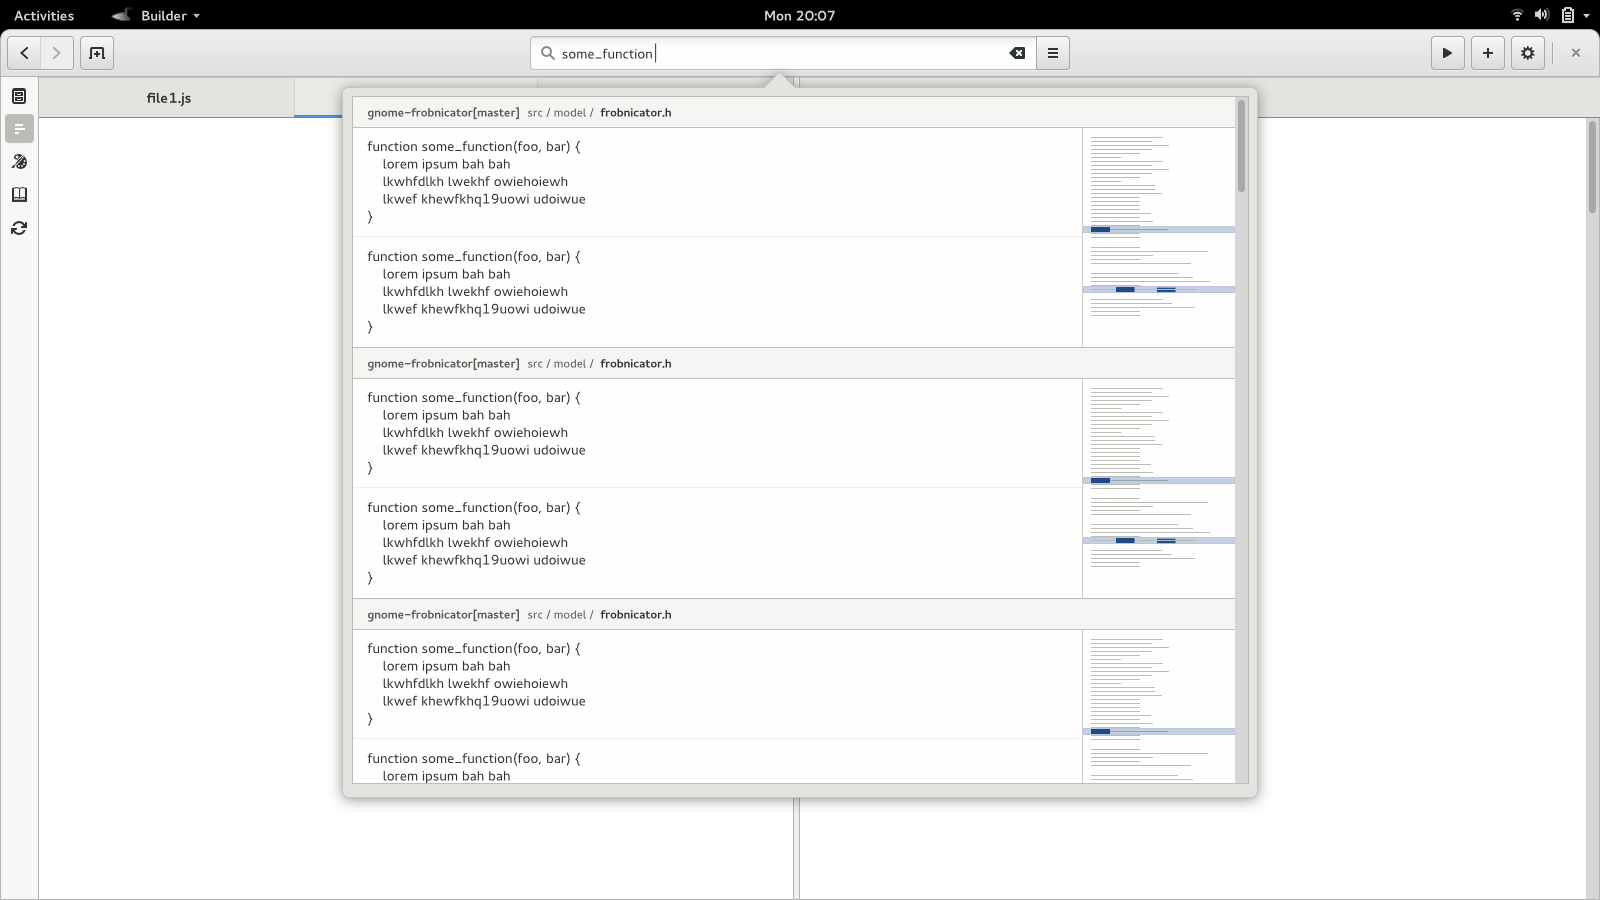 Activities Builder Mon 20:07
some_function
file1.js
gnome-frobnicator[master] src / model / frobnicator.h
function some_function(foo, bar) {
lorem ipsum bah bah
lkwhfdlkh lwekhf owiehoiewh
lkwef khewfkhq19uowi udoiwue
}
function some_function(foo, bar) {
lorem ipsum bah bah
lkwhfdlkh lwekhf owiehoiewh
lkwef khewfkhq19uowi udoiwue
}
gnome-frobnicator[master] src / model / frobnicator.h
function some_function(foo, bar) {
lorem ipsum bah bah
lkwhfdlkh lwekhf owiehoiewh
lkwef khewfkhq19uowi udoiwue
}
function some_function(foo, bar) {
lorem ipsum bah bah
lkwhfdlkh lwekhf owiehoiewh
lkwef khewfkhq19uowi udoiwue
}
gnome-frobnicator[master] src / model / frobnicator.h
function some_function(foo, bar) {
lorem ipsum bah bah
lkwhfdlkh lwekhf owiehoiewh
lkwef khewfkhq19uowi udoiwue
}
function some_function(foo, bar) {
lorem ipsum bah bah